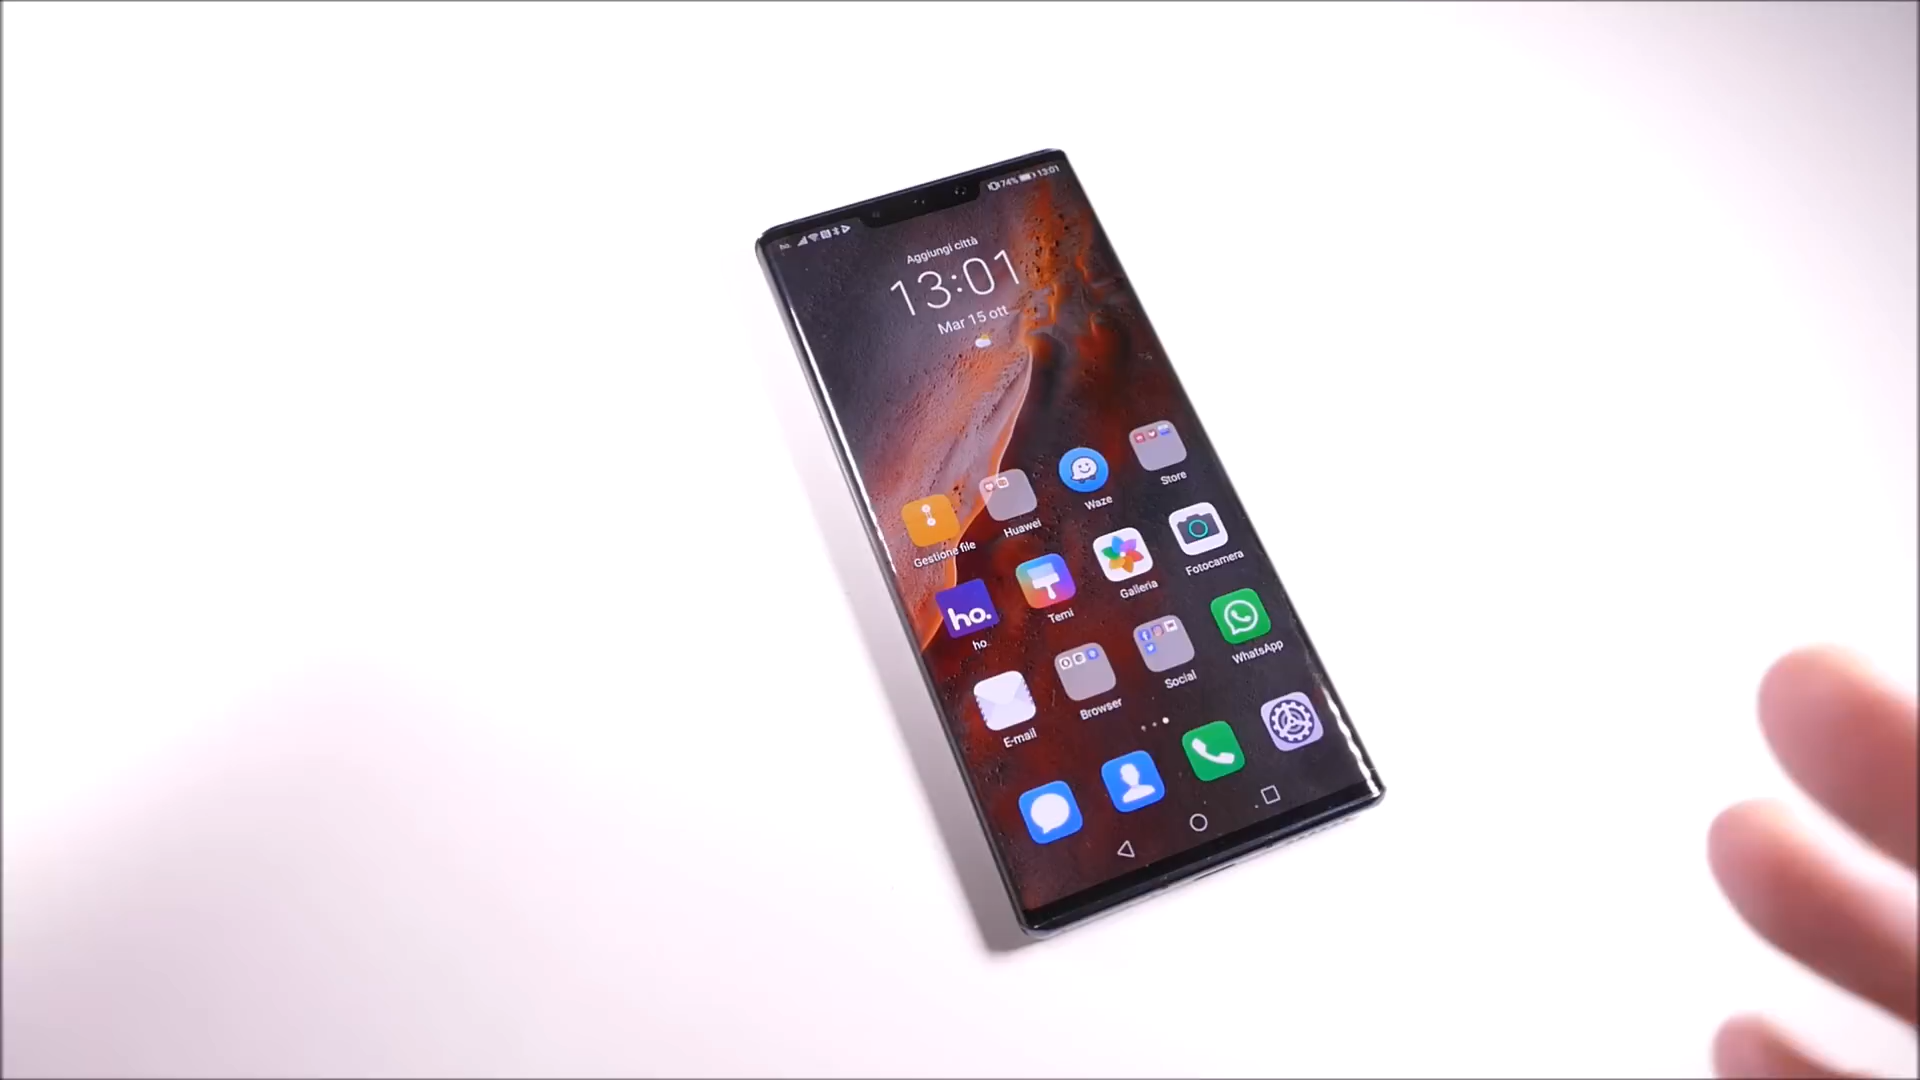 ho.
74% 13:01
Aggiungi città
13:01
Mar 15 ott
Gestione file
Huawei
Waze
Store
ho.
ho.
Temi
Galleria
Fotocamera
E-mail
Browser
Social
WhatsApp